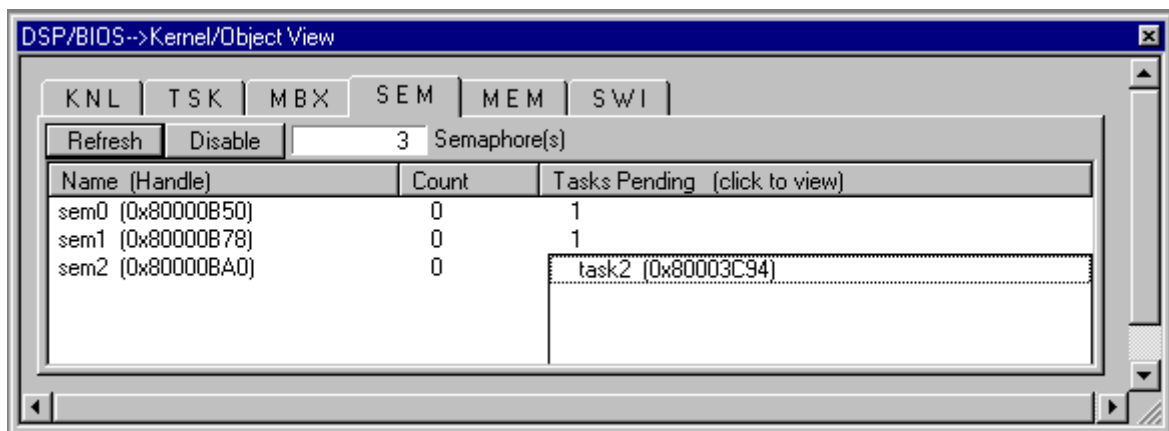 DSP/BIOS-->Kernel/Object View
KNL TSK MBX SEM MEM SWI
Refresh Disable 3 Semaphore(s)
Name (Handle) Count Tasks Pending (click to view)
sem0 (0x80000B50) 0 1
sem1 (0x80000B78) 0 1
sem2 (0x80000BA0) 0 task2 (0x80003C94)